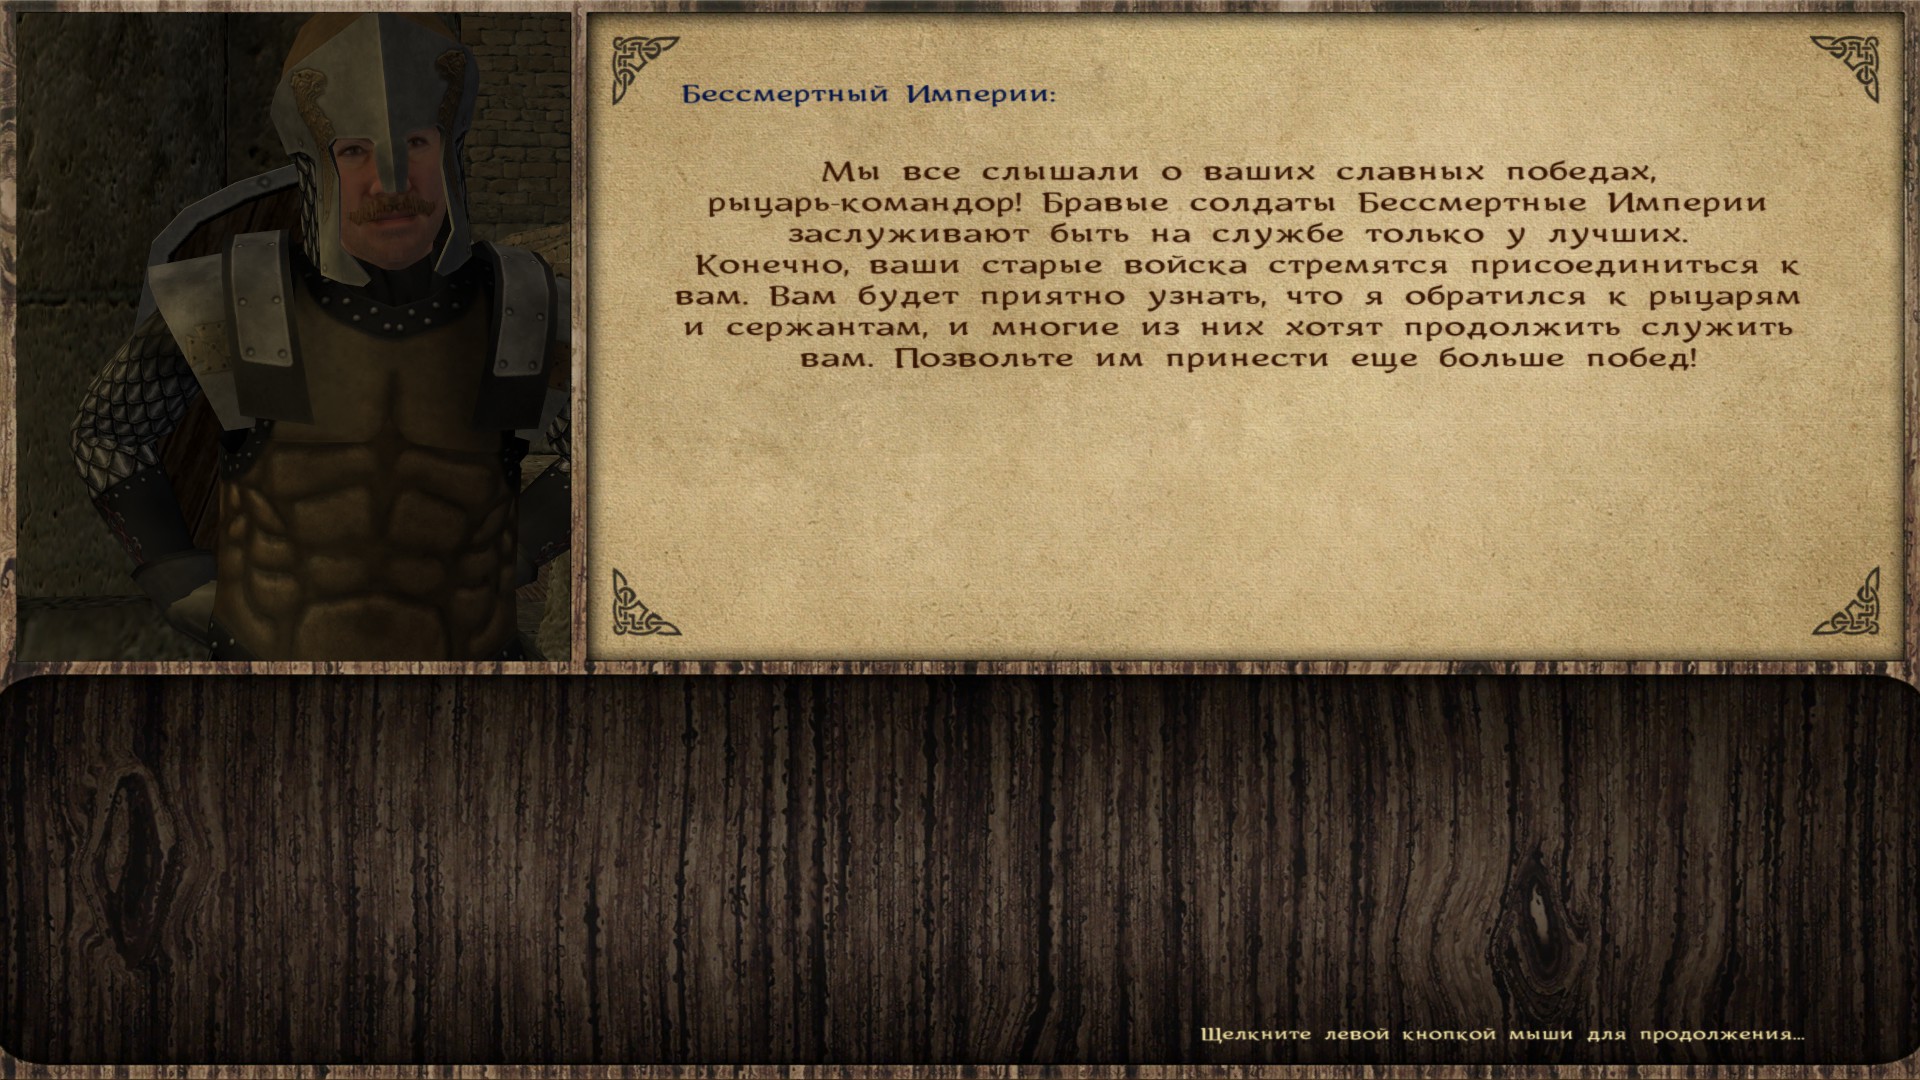 Бессмертный Империи:
Мы все слышали о ваших славных победах,
рыцарь-командор! Бравые солдаты Бессмертные Империи
заслуживают быть на службе только у лучших.
Конечно, ваши старые войска стремятся присоединиться к
вам. Вам будет приятно узнать, что я обратился к рыцарям
и сержантам, и многие из них хотят продолжить служить
вам. Позвольте им принести еще больше побед!
Щелкните левой кнопкой мыши для продолжения...